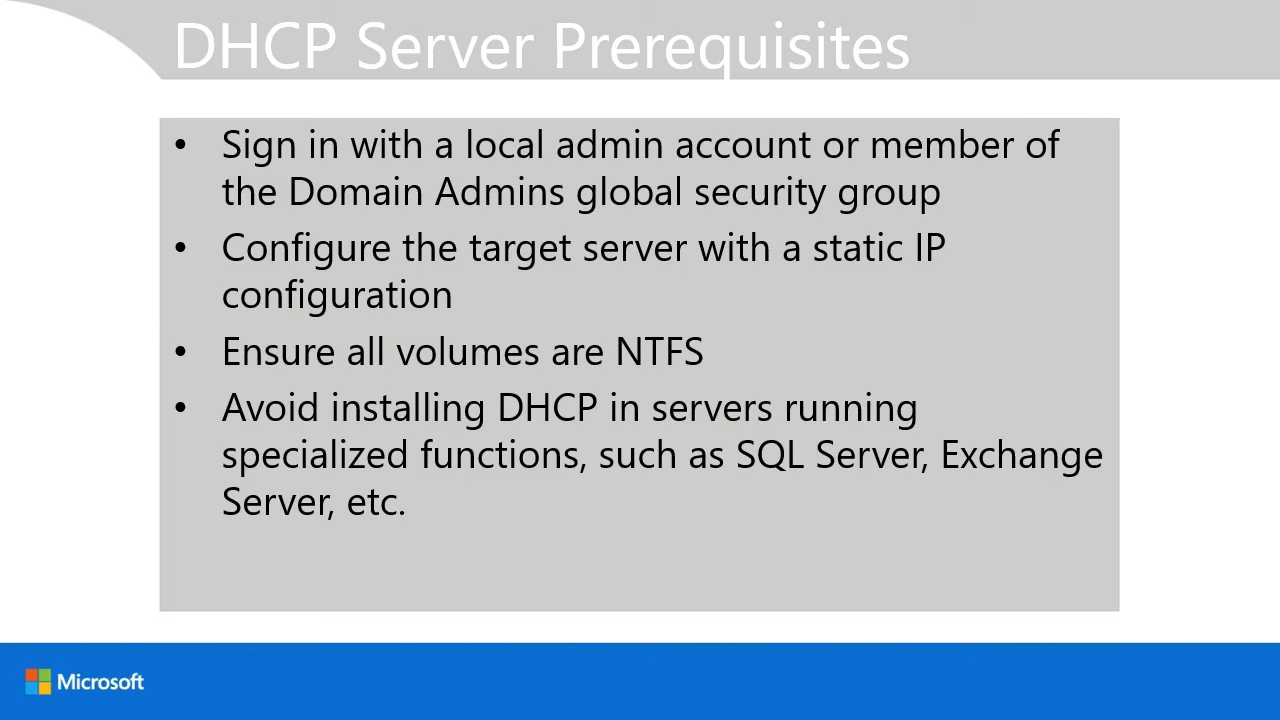 DHCP Server Prerequisites
• Sign in with a local admin account or member of
the Domain Admins global security group
• Configure the target server with a static IP
configuration
• Ensure all volumes are NTFS
• Avoid installing DHCP in servers running
specialized functions, such as SQL Server, Exchange
Server, etc.
Microsoft